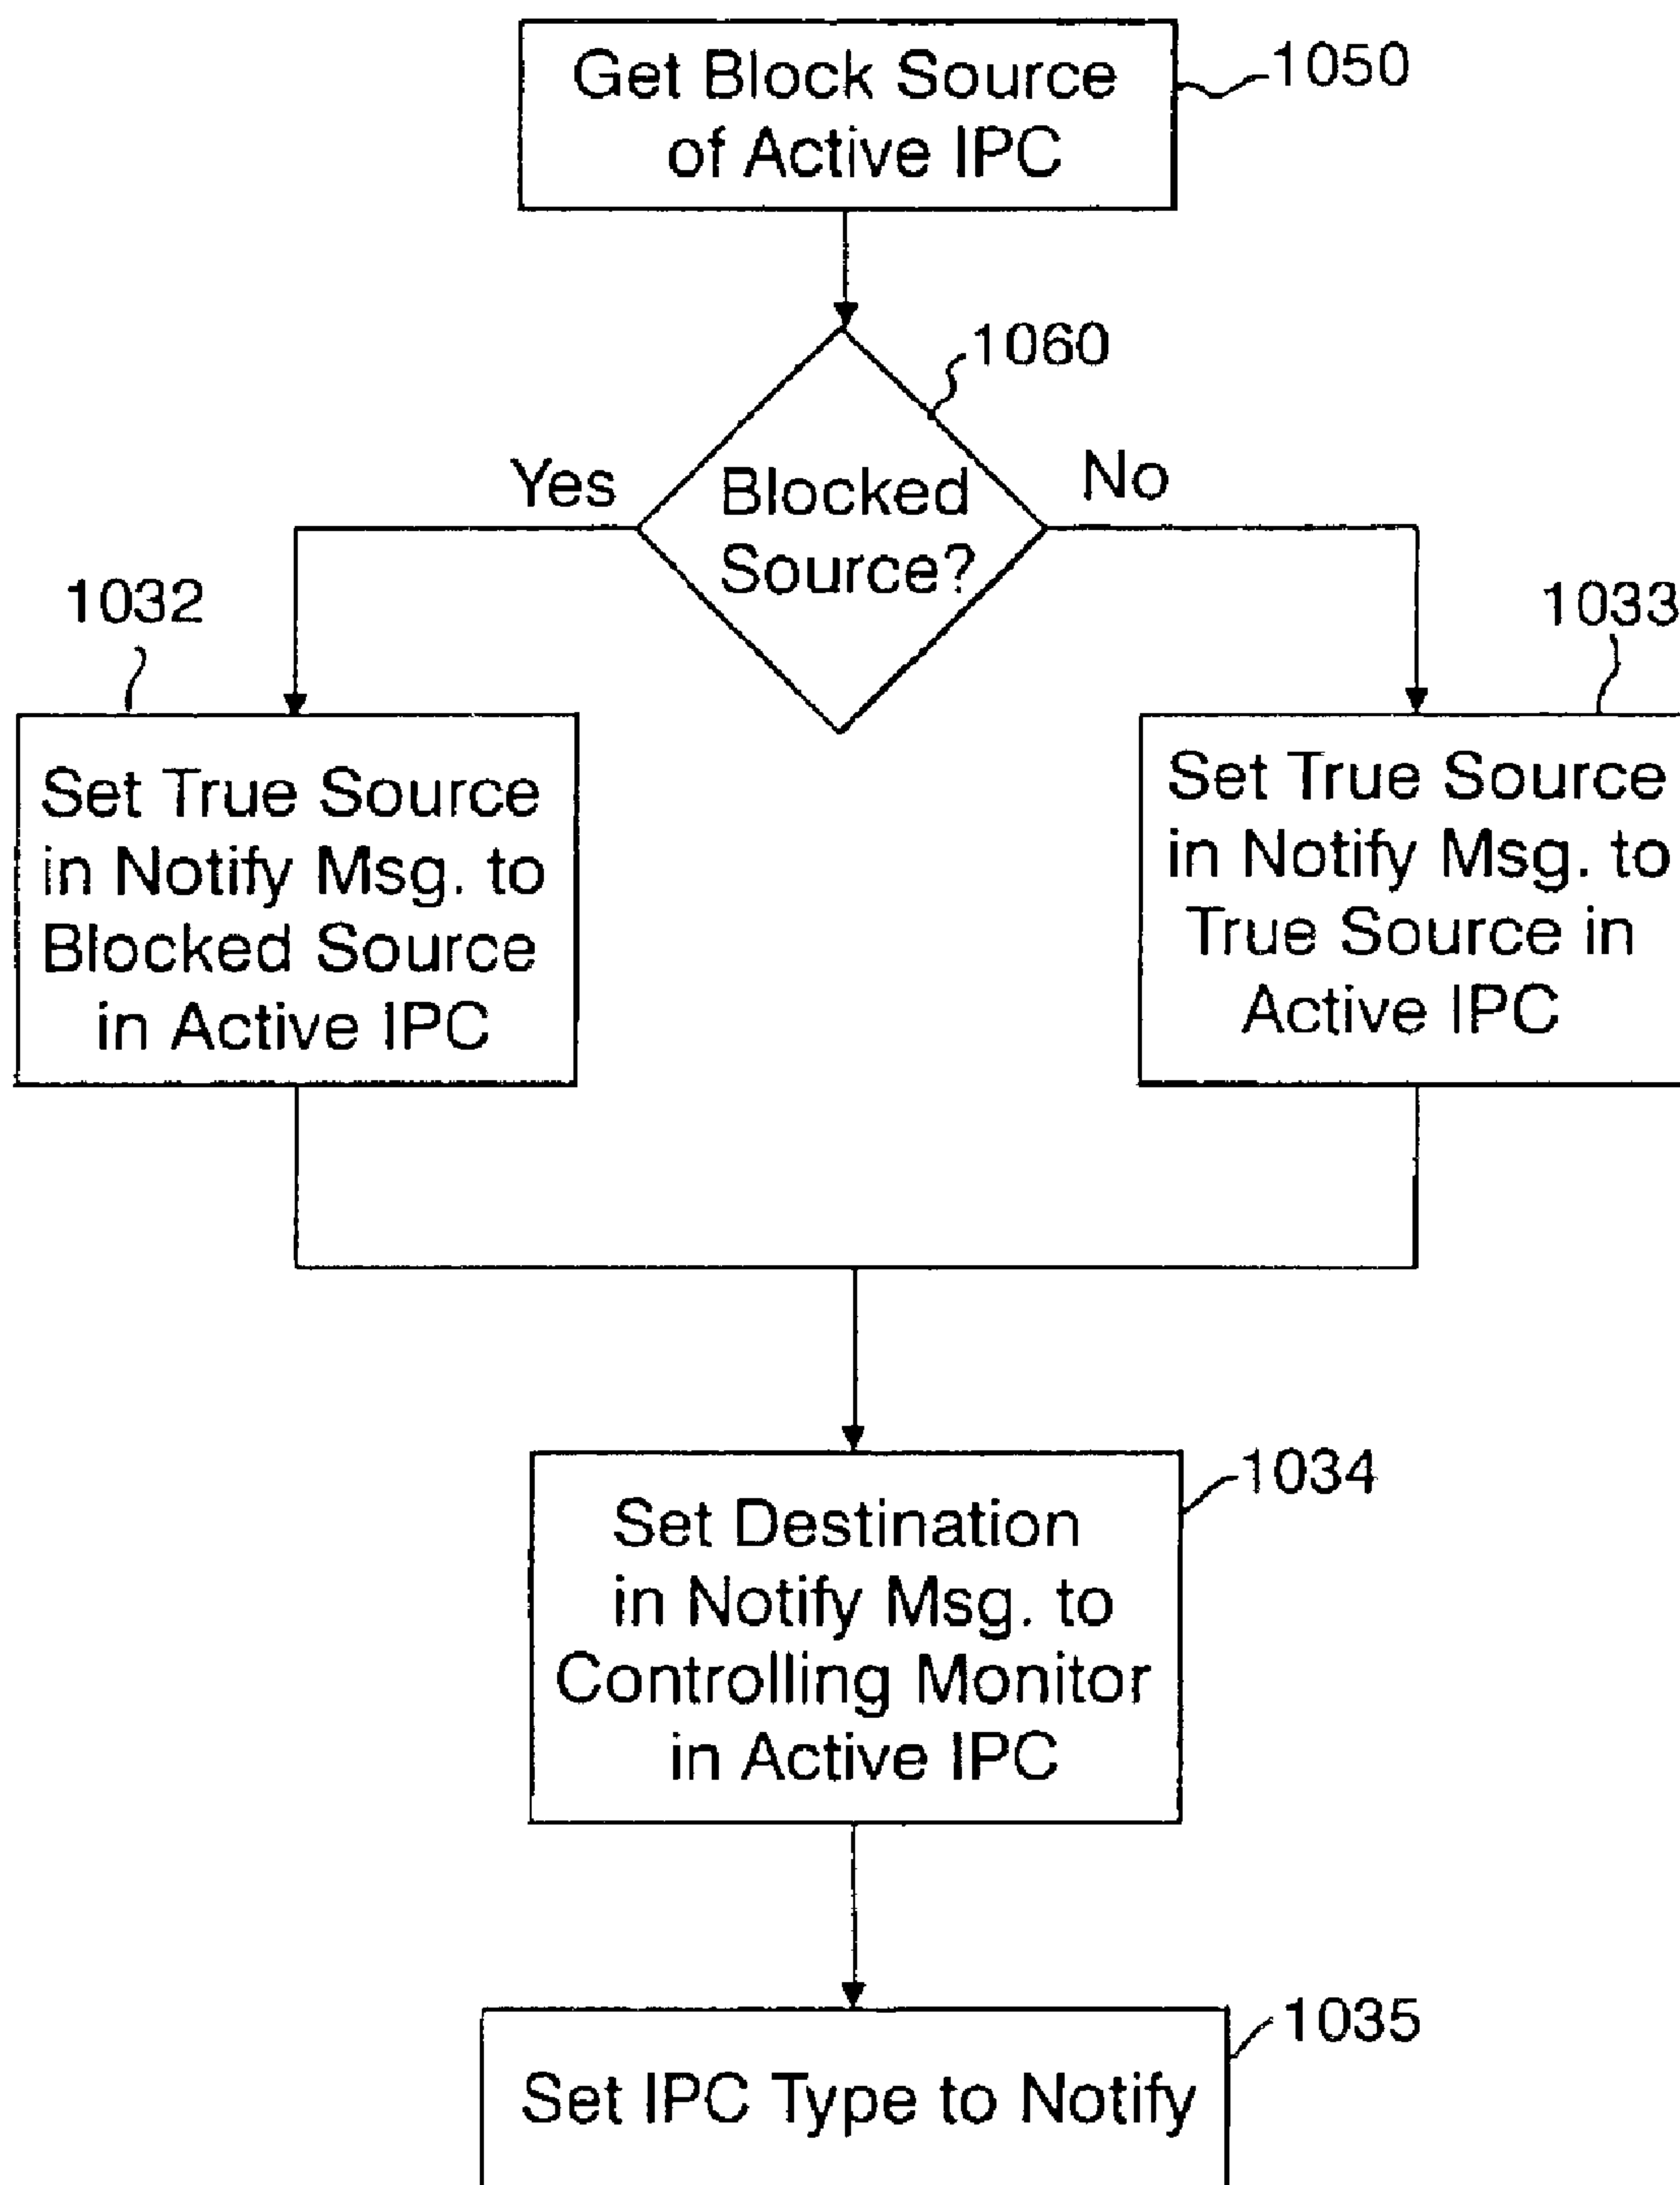 Get Block Source
of Active IPC
1050
1060
Yes
Blocked
Source?
No
1032
1033
Set True Source
in Notify Msg. to
Blocked Source
in Active IPC
Set True Source
in Notify Msg. to
True Source in
Active IPC
1034
Set Destination
in Notify Msg. to
Controlling Monitor
in Active IPC
1035
Set IPC Type to Notify